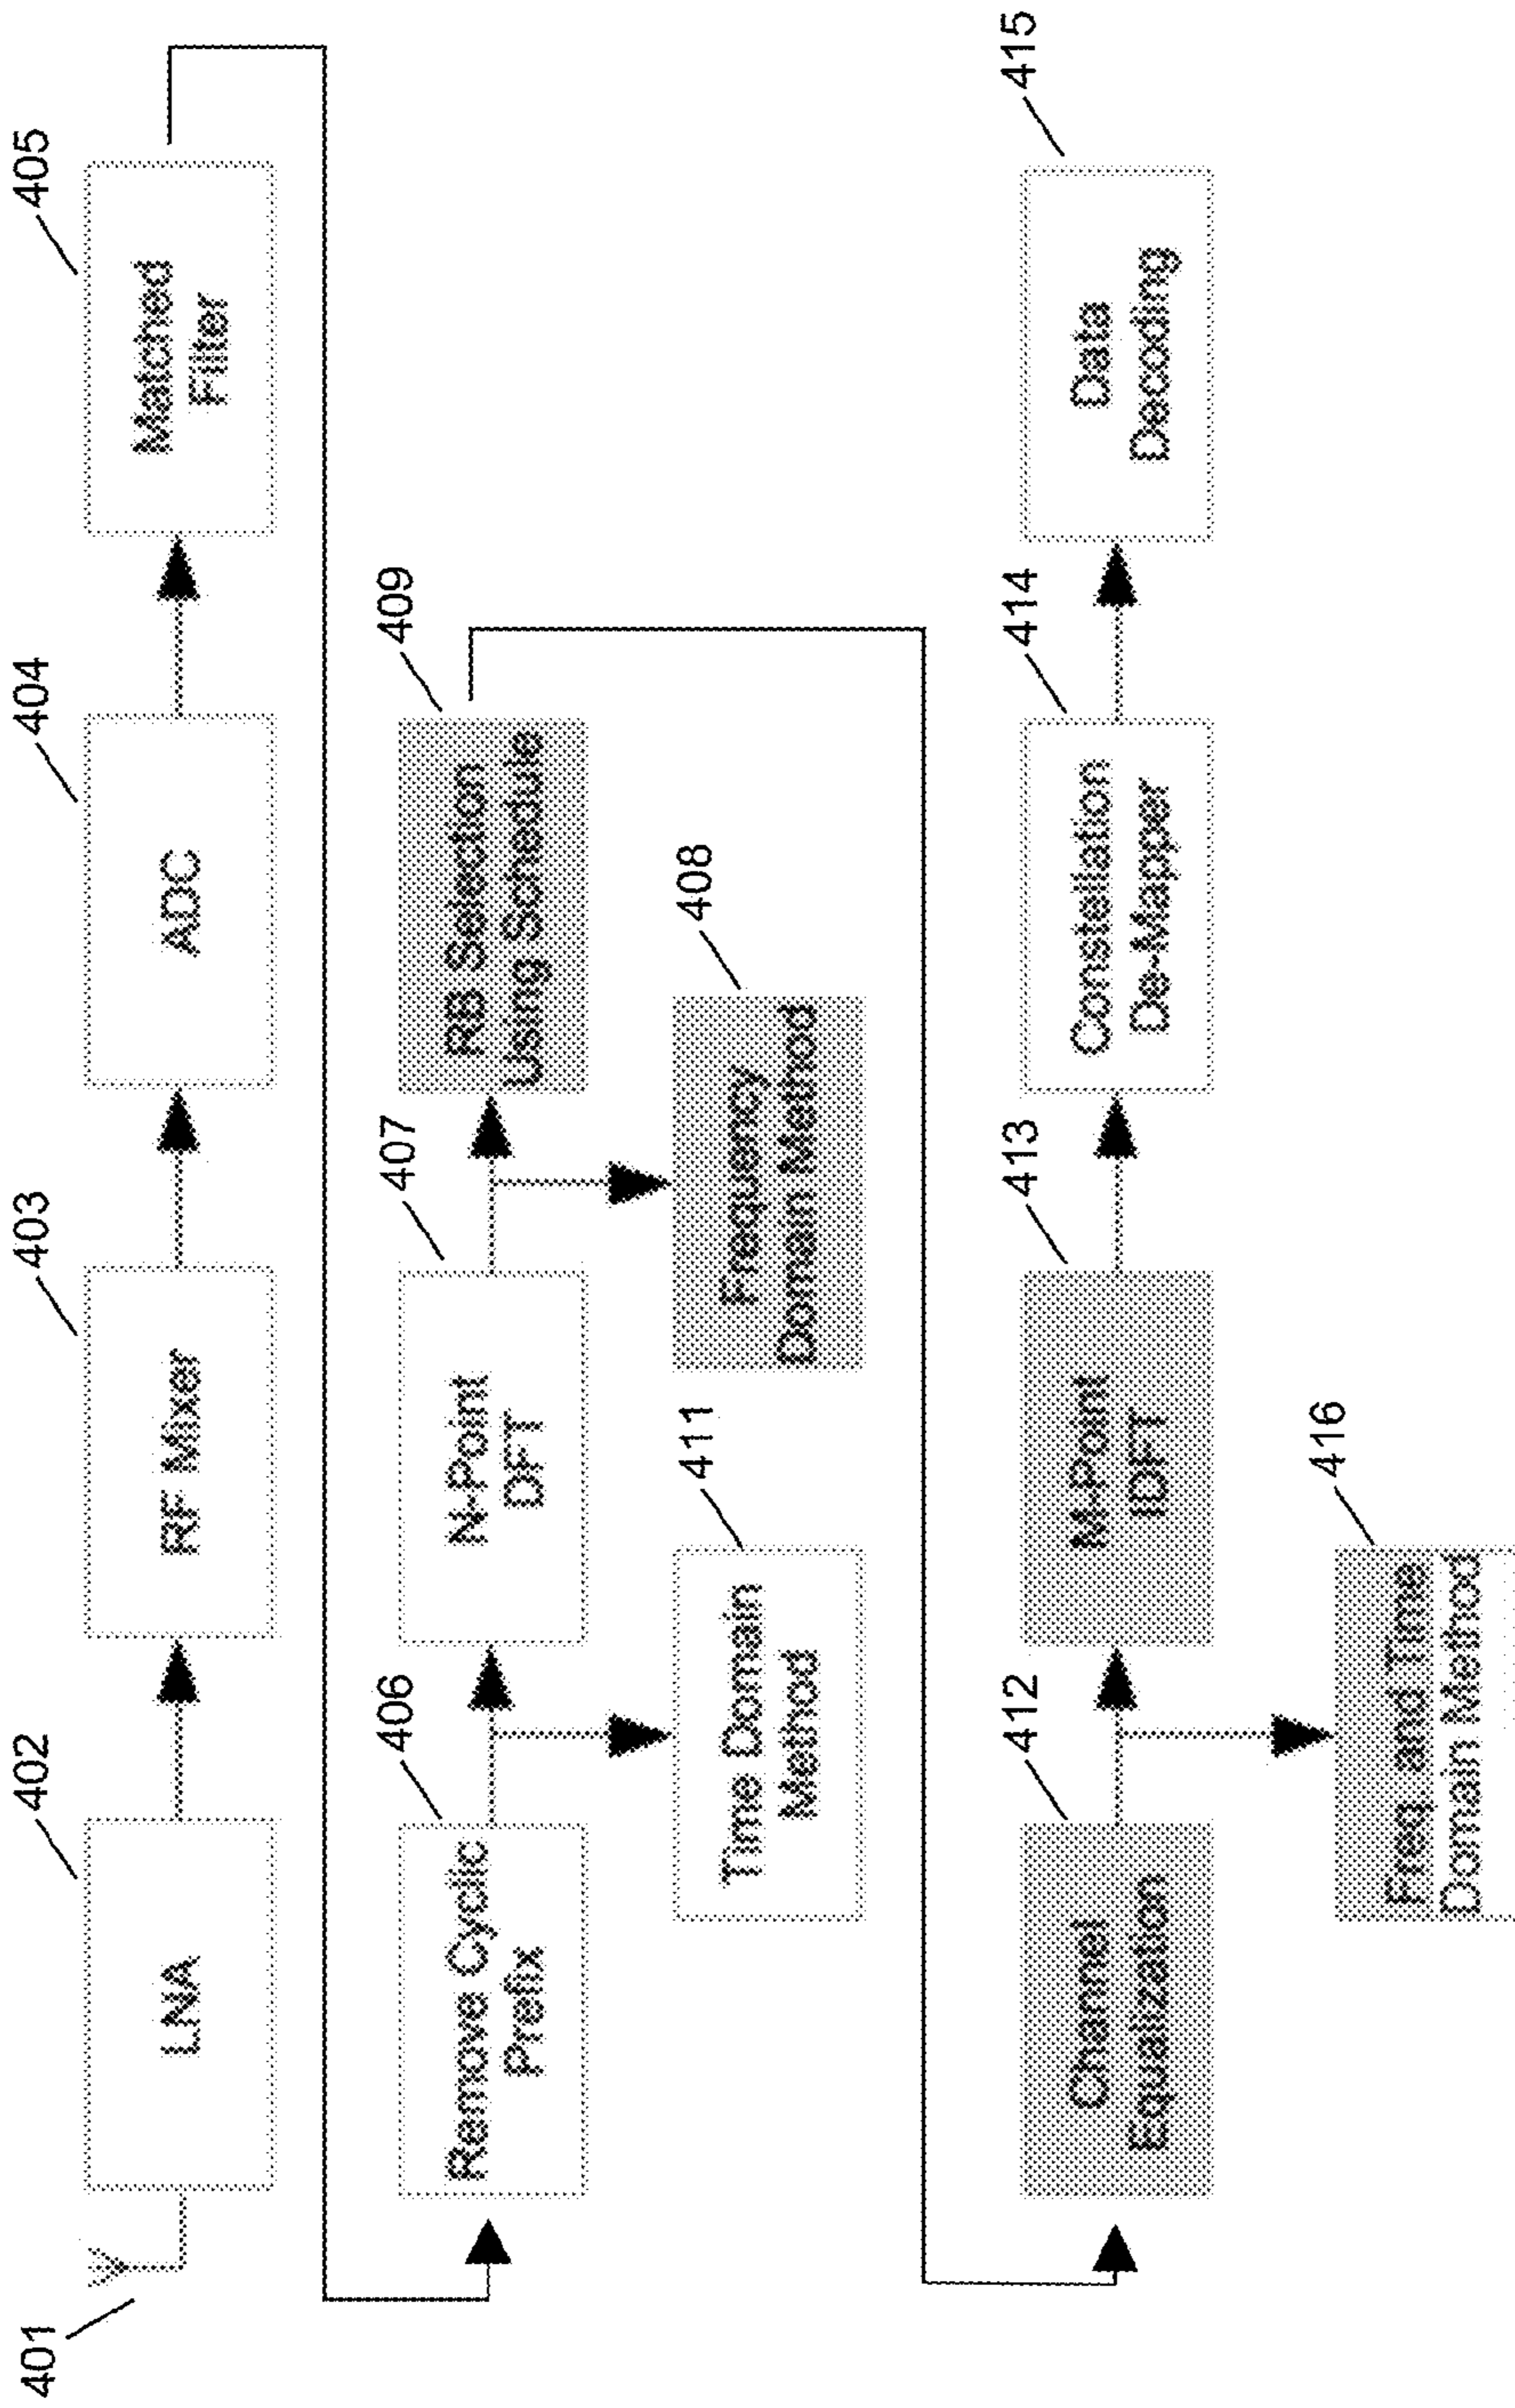 401
402
LNA
403
RF Mixer
404
ADC
405
Matched
Filter
406
Remove Cyclic
Prefix
407
N-Point
DFT
409
RB Selection
Using Schedule
411
Time Domain
Method
408
Frequency
Domain Method
412
Channel
Equalization
413
M-Point
IDFT
414
Constellation
De-Mapper
415
Data
Decoding
416
Freq. and Time
Domain Method